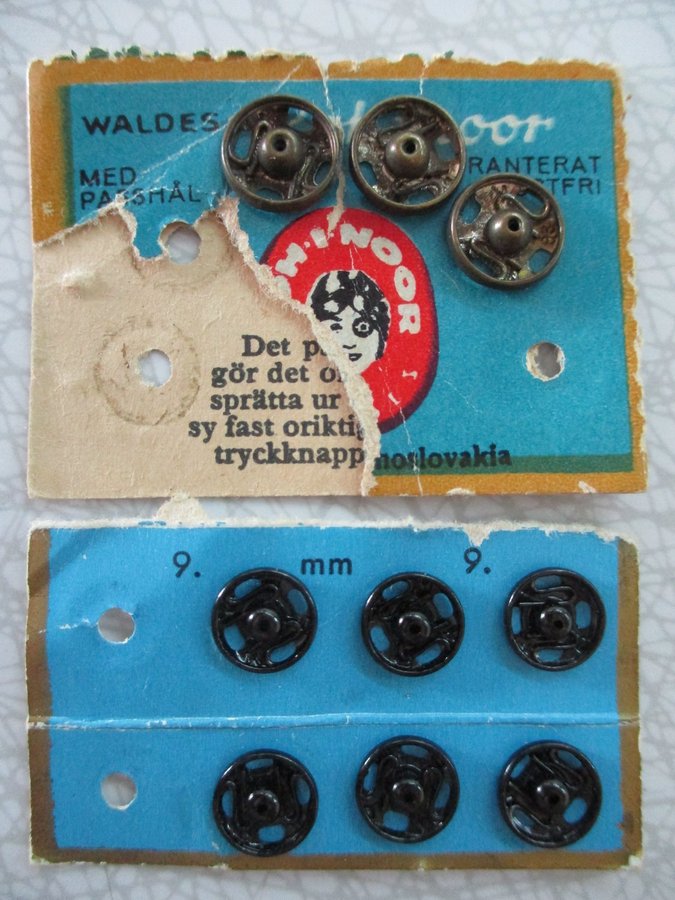 WALDES
oor
MED
PASSHÅL
RANTERAT
TFRI
H-I-NOOR
Det p
gör det o
sprätta ur
sy fast oriktig
tryckknapp
oslovakia
9. mm 9.